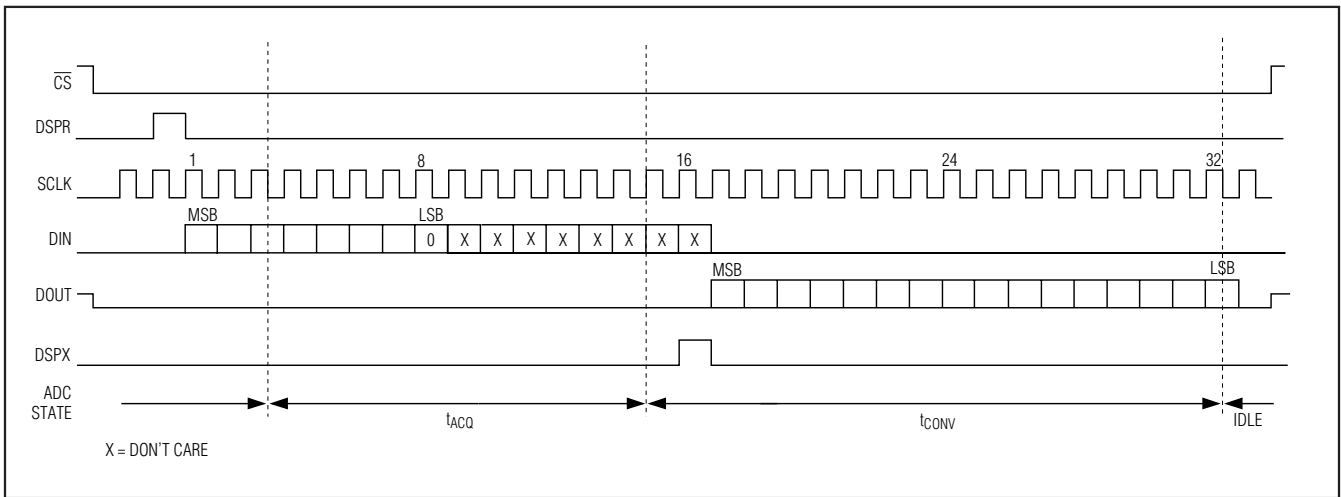 CS
DSPR
1 8 16 24 32
SCLK
MSB LSB
DIN 0 X X X X X X X X
MSB LSB
DOUT
DSPX
ADC
STATE
tACQ tCONV IDLE
X = DON'T CARE